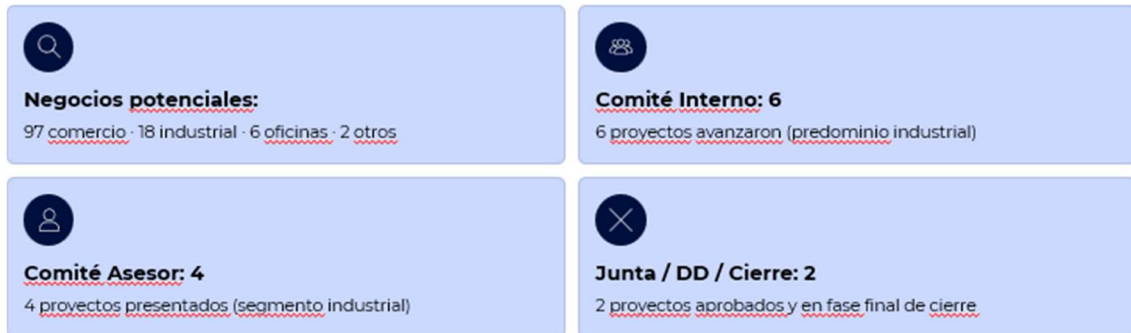 Negocios potenciales:
97 comercio · 18 industrial · 6 oficinas · 2 otros
Comité Interno: 6
6 proyectos avanzaron (predominio industrial)
Comité Asesor: 4
4 proyectos presentados (segmento industrial)
Junta / DD / Cierre: 2
2 proyectos aprobados y en fase final de cierre